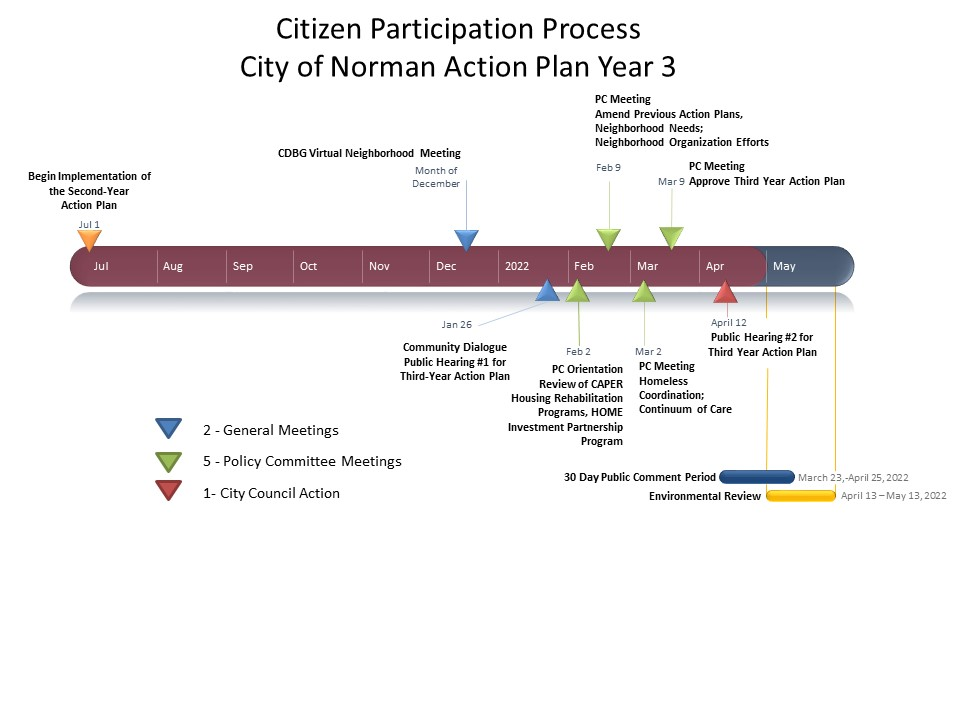 Citizen Participation Process
City of Norman Action Plan Year 3
PC Meeting
Amend Previous Action Plans,
Neighborhood Needs;
Neighborhood Organization Efforts
CDBG Virtual Neighborhood Meeting
Month of
December
Feb 9
PC Meeting
Mar 9 Approve Third Year Action Plan
Begin Implementation of
the Second-Year
Action Plan
Jul 1
Jul Aug Sep Oct Nov Dec 2022 Feb Mar Apr May
Jan 26
Community Dialogue
Public Hearing #1 for
Third-Year Action Plan
Feb 2
PC Orientation
Review of CAPER
Housing Rehabilitation
Programs, HOME
Investment Partnership
Program
Mar 2
PC Meeting
Homeless
Coordination;
Continuum of Care
April 12
Public Hearing #2 for
Third Year Action Plan
2 - General Meetings
5 - Policy Committee Meetings
1- City Council Action
30 Day Public Comment Period March 23,-April 25, 2022
Environmental Review April 13 – May 13, 2022